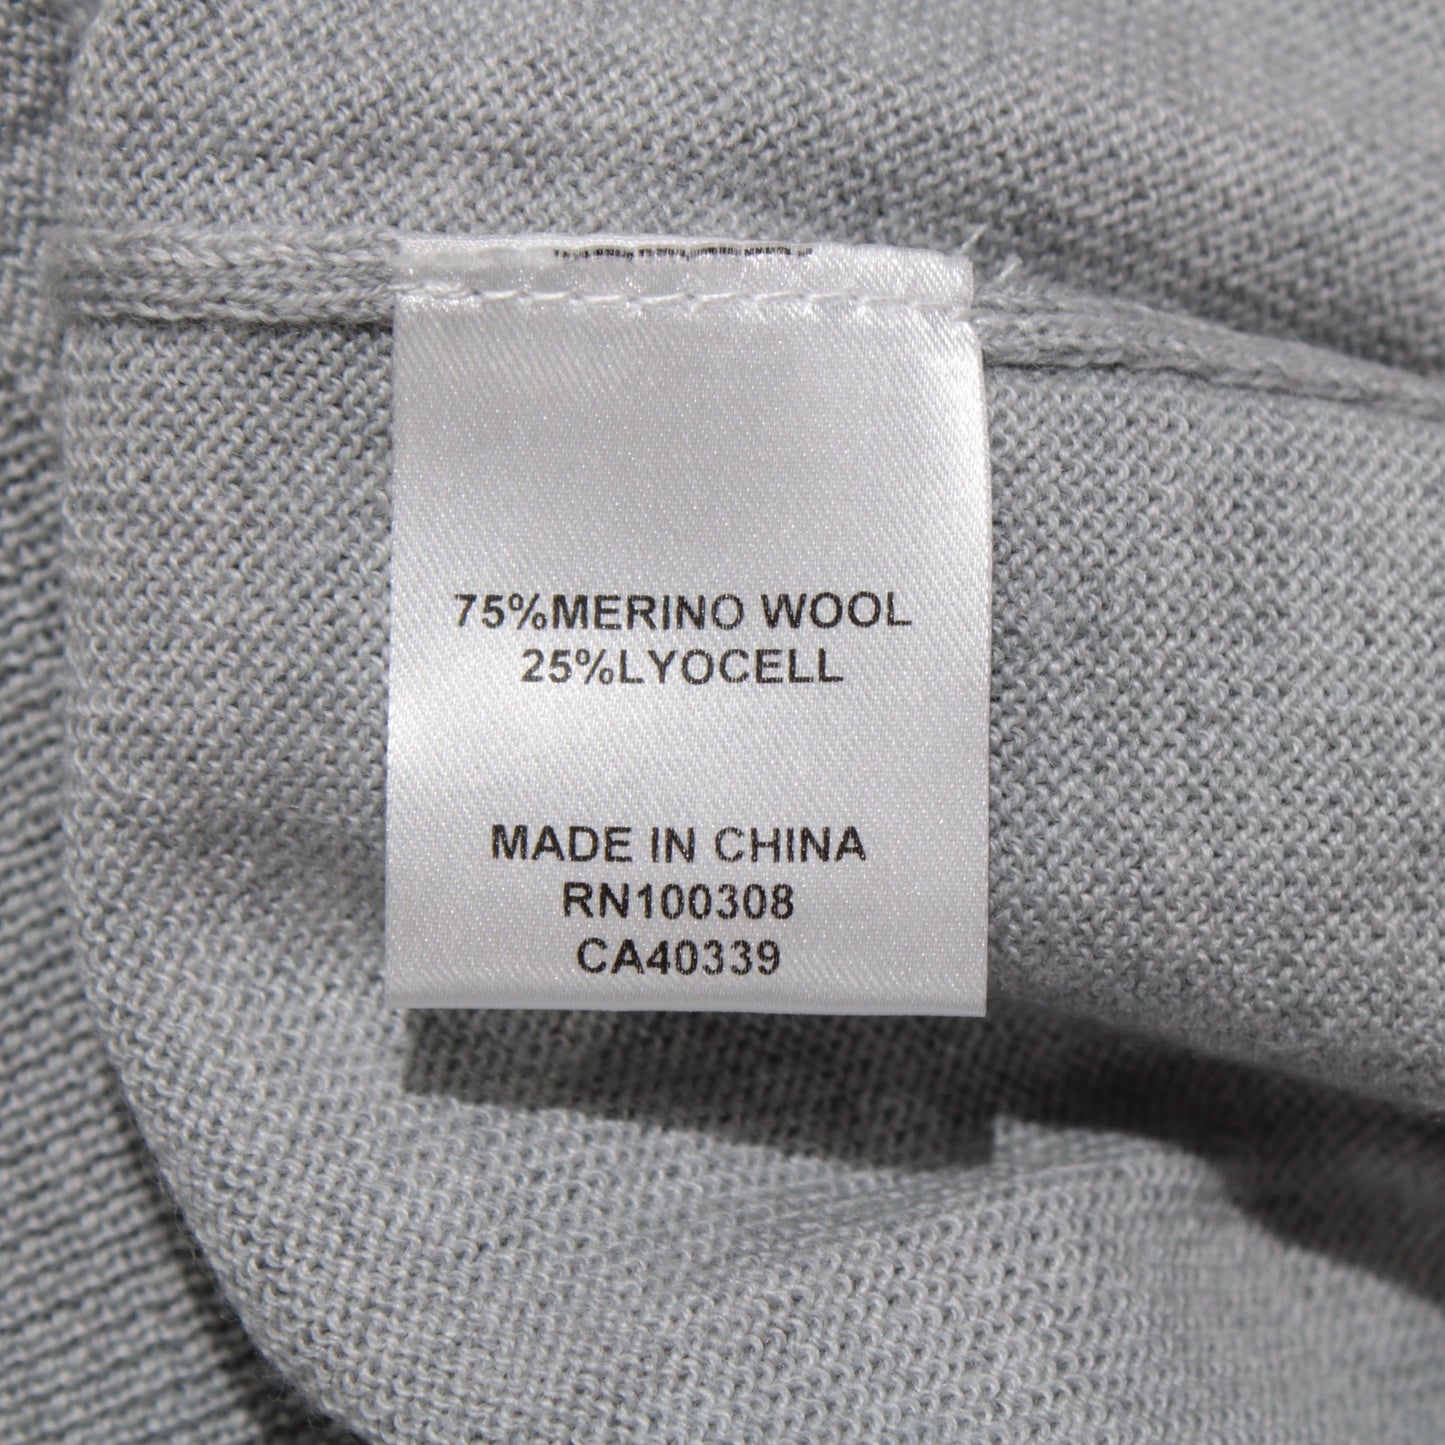 75%MERINO WOOL
25%LYOCELL
MADE IN CHINA
RN100308
CA40339